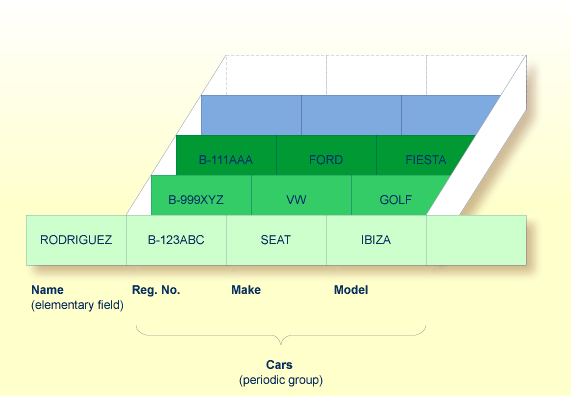 B-111AAA FORD FIESTA
B-999XYZ VW GOLF
RODRIGUEZ B-123ABC SEAT IBIZA
Name Reg. No. Make Model
(elementary field)
Cars
(periodic group)